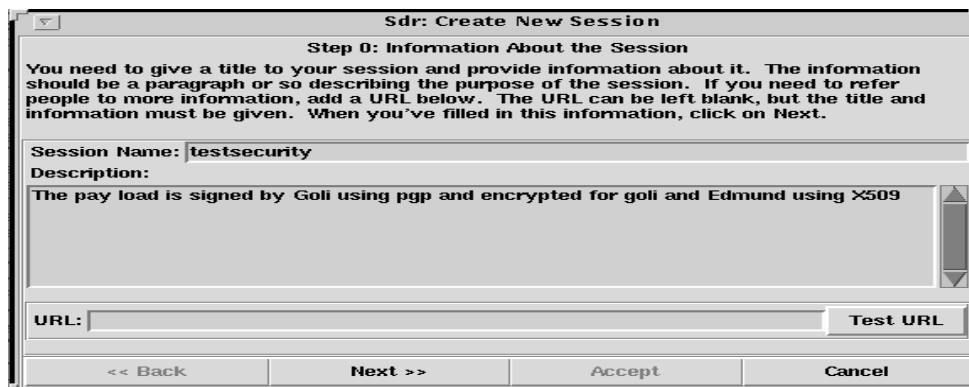 Sdr: Create New Session
Step 0: Information About the Session
You need to give a title to your session and provide information about it. The information
should be a paragraph or so describing the purpose of the session. If you need to refer
people to more information, add a URL below. The URL can be left blank, but the title and
information must be given. When you've filled in this information, click on Next.
Session Name: testsecurity
Description:
The pay load is signed by Goli using pgp and encrypted for goli and Edmund using X509
URL: Test URL
<< Back Next >> Accept Cancel